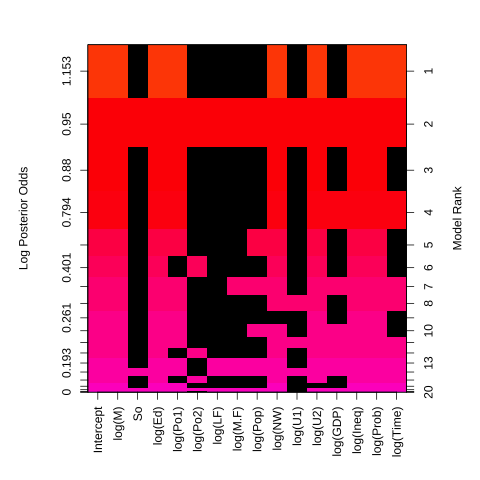 Log Posterior Odds
1.153
0.95
0.88
0.794
0.401
0.261
0.193
0
1
2
3
4
5
6
7
8
10
13
20
Model Rank
Intercept
log(M)
So
log(Ed)
log(Po1)
log(Po2)
log(LF)
log(M.F)
log(Pop)
log(NW)
log(U1)
log(U2)
log(GDP)
log(Ineq)
log(Prob)
log(Time)